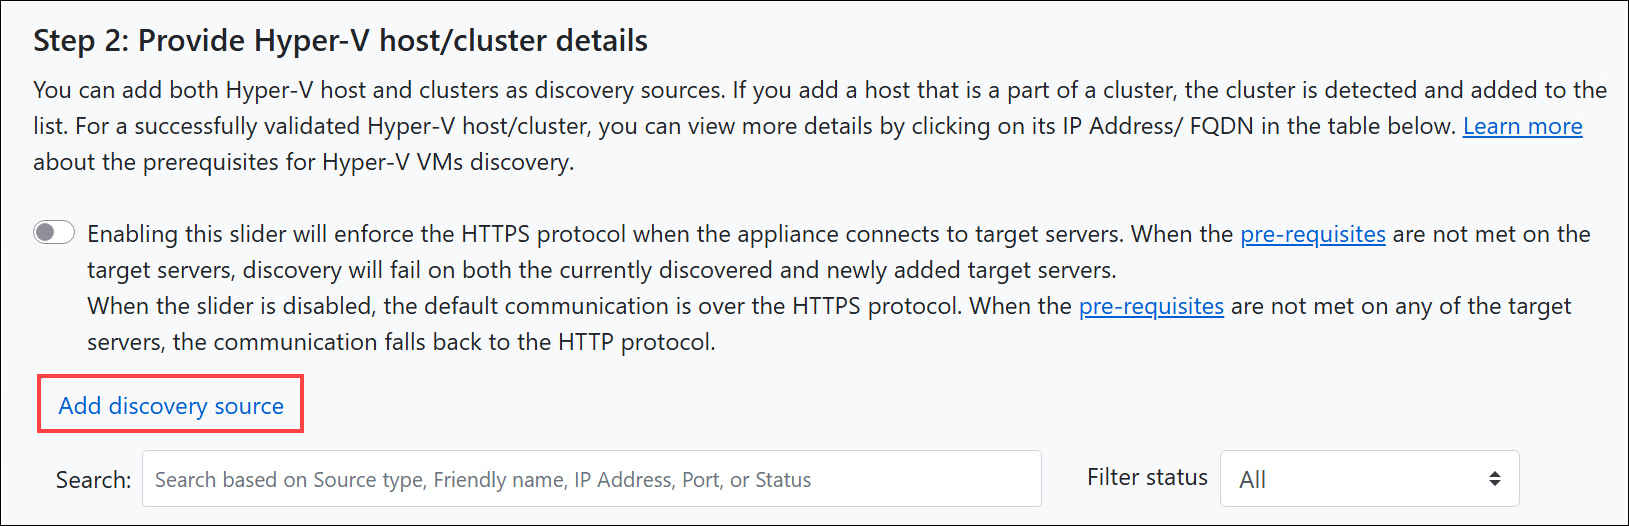 Step 2: Provide Hyper-V host/cluster details
You can add both Hyper-V host and clusters as discovery sources. If you add a host that is a part of a cluster, the cluster is detected and added to the
list. For a successfully validated Hyper-V host/cluster, you can view more details by clicking on its IP Address/ FQDN in the table below. Learn more
about the prerequisites for Hyper-V VMs discovery.
Enabling this slider will enforce the HTTPS protocol when the appliance connects to target servers. When the pre-requisites are not met on the
target servers, discovery will fail on both the currently discovered and newly added target servers.
When the slider is disabled, the default communication is over the HTTPS protocol. When the pre-requisites are not met on any of the target
servers, the communication falls back to the HTTP protocol.
Add discovery source
Search: Search based on Source type, Friendly name, IP Address, Port, or Status Filter status All